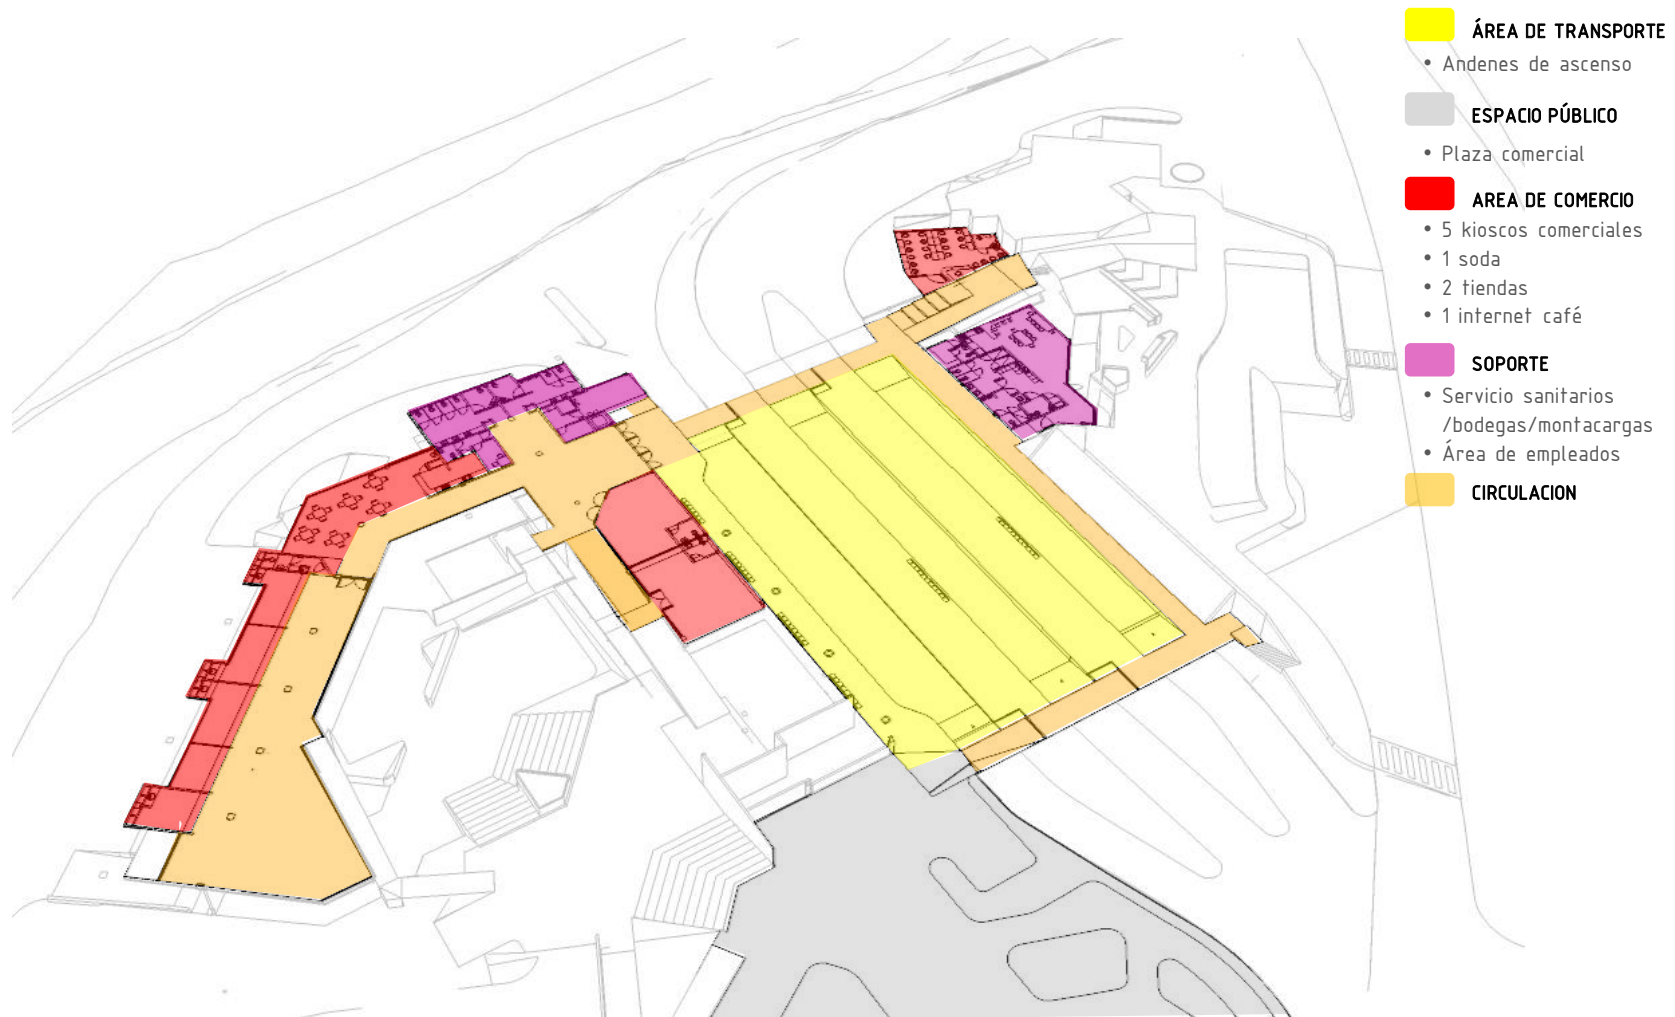 ÁREA DE TRANSPORTE
• Andenes de ascenso
ESPACIO PÚBLICO
• Plaza comercial
AREA DE COMERCIO
• 5 kioscos comerciales
• 1 soda
• 2 tiendas
• 1 internet café
SOPORTE
• Servicio sanitarios
/bodegas/montacargas
• Área de empleados
CIRCULACION